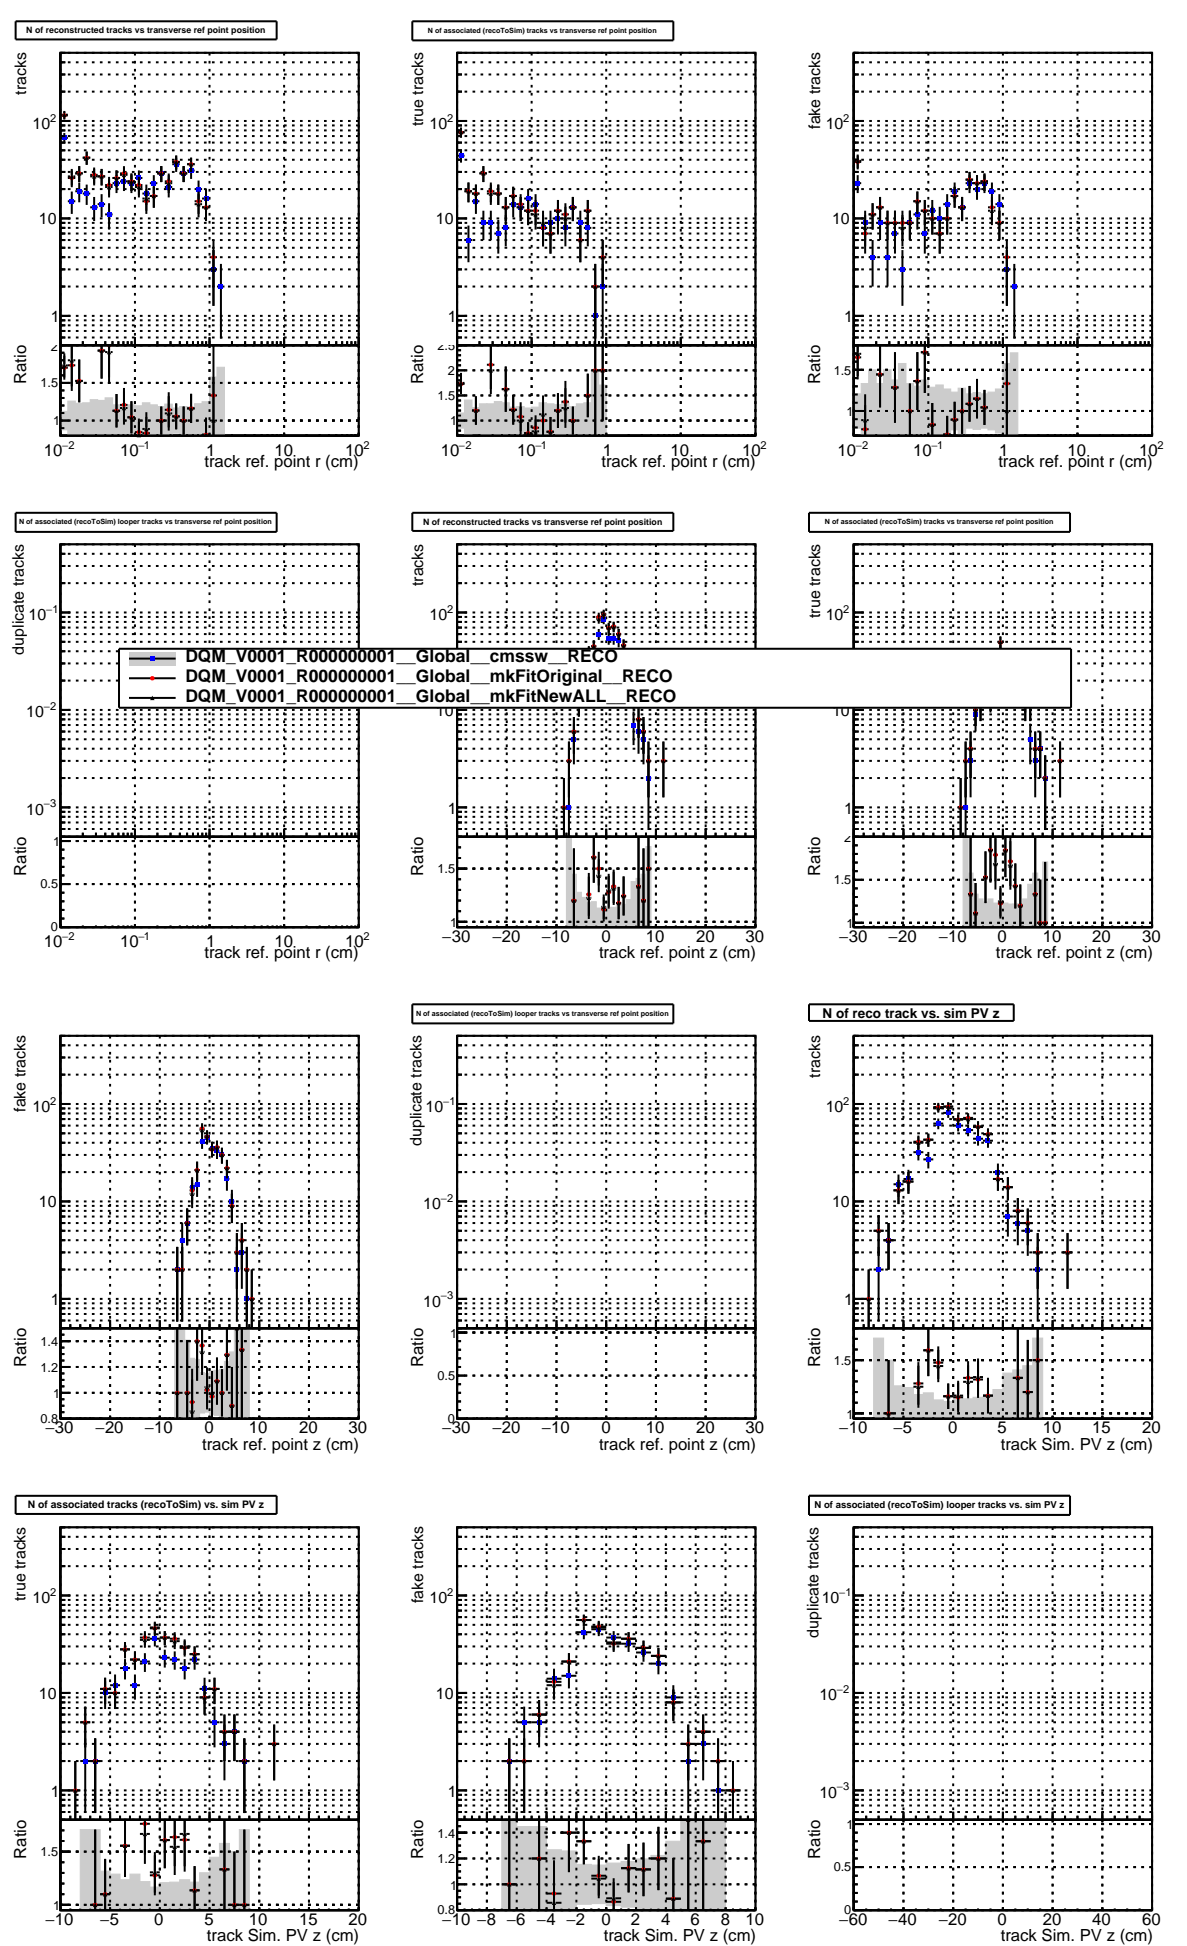 N of reconstructed tracks vs transverse ref point position
tracks
10²
10
1
Ratio
2
1.5
1
10⁻² 10⁻¹ 1 10 10²
track ref. point r (cm)
N of associated (recoToSim) tracks vs transverse ref point position
true tracks
10²
10
1
Ratio
2.5
2
1.5
1
10⁻² 10⁻¹ 1 10 10²
track ref. point r (cm)
fake tracks
10²
10
1
Ratio
1.5
1
10⁻² 10⁻¹ 1 10 10²
track ref. point r (cm)
N of associated (recoToSim) looper tracks vs transverse ref point position
duplicate tracks
10⁻¹
10⁻²
10⁻³
Ratio
1
0.5
0
10⁻² 10⁻¹ 1 10 10²
track ref. point r (cm)
N of reconstructed tracks vs transverse ref point position
tracks
10²
10
1
Ratio
1.5
1
−30 −20 −10 0 10 20 30
track ref. point z (cm)
N of associated (recoToSim) tracks vs transverse ref point position
true tracks
10²
10
1
Ratio
2
1.5
1
−30 −20 −10 0 10 20 30
track ref. point z (cm)
DQM_V0001_R000000001__Global__cmssw__RECO
DQM_V0001_R000000001__Global__mkFitOriginal__RECO
DQM_V0001_R000000001__Global__mkFitNewALL__RECO
fake tracks
10²
10
1
Ratio
1.4
1.2
1
0.8
−30 −20 −10 0 10 20 30
track ref. point z (cm)
N of associated (recoToSim) looper tracks vs transverse ref point position
duplicate tracks
10⁻¹
10⁻²
10⁻³
Ratio
1
0.5
0
−30 −20 −10 0 10 20 30
track ref. point z (cm)
N of reco track vs. sim PV z
tracks
10²
10
1
Ratio
1.5
1
−10 −5 0 5 10 15 20
track Sim. PV z (cm)
N of associated tracks (recoToSim) vs. sim PV z
true tracks
10²
10
1
Ratio
1.5
1
−10 −5 0 5 10 15 20
track Sim. PV z (cm)
fake tracks
10²
10
1
Ratio
1.4
1.2
1
0.8
−10 −8 −6 −4 −2 0 2 4 6 8 10
track Sim. PV z (cm)
N of associated (recoToSim) looper tracks vs. sim PV z
duplicate tracks
10⁻¹
10⁻²
10⁻³
Ratio
1
0.5
0
−60 −40 −20 0 20 40 60
track Sim. PV z (cm)